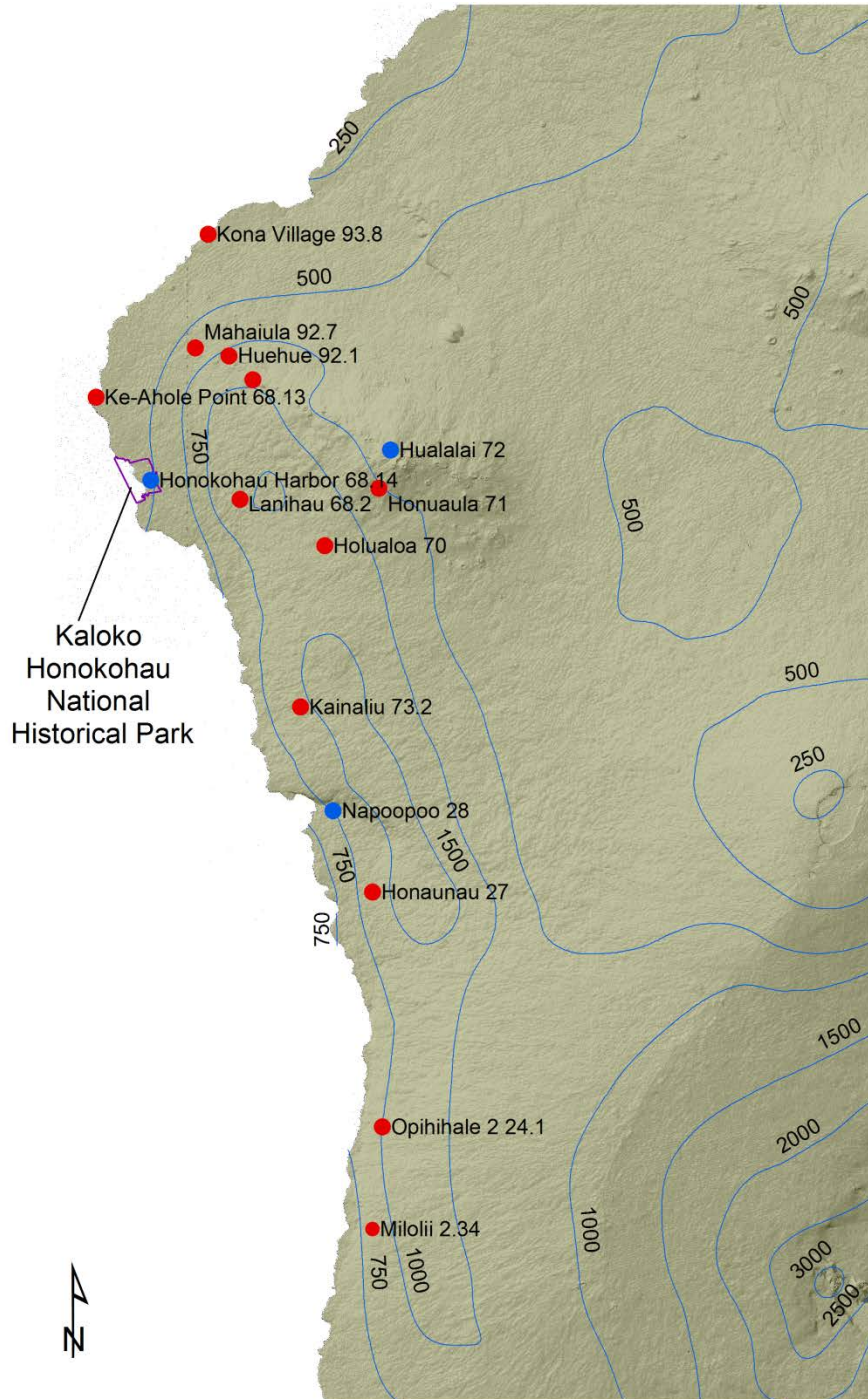 250
Kona Village 93.8
500
500
Mahaiula 92.7
Huehue 92.1
Ke-Ahole Point 68.13
750
Hualalai 72
Honokohau Harbor 68.14
Lanihau 68.2
Honuaula 71
500
Holualoa 70
Kaloko
Honokohau
National
Historical Park
500
Kainaliu 73.2
250
Napoopoo 28
1500
750
Honaunau 27
750
1500
Opihihale 2 24.1
2000
Milolii 2.34
1000
750
1000
3000
2500
N